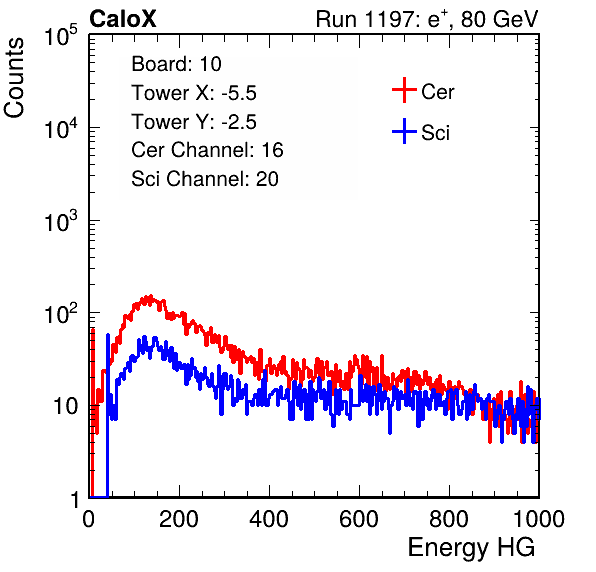 CaloX Run 1197: e⁺, 80 GeV
Counts
10⁵
10⁴
10³
10²
10
1
Board: 10
Tower X: -5.5
Tower Y: -2.5
Cer Channel: 16
Sci Channel: 20
Cer
Sci
0 200 400 600 800 1000
Energy HG